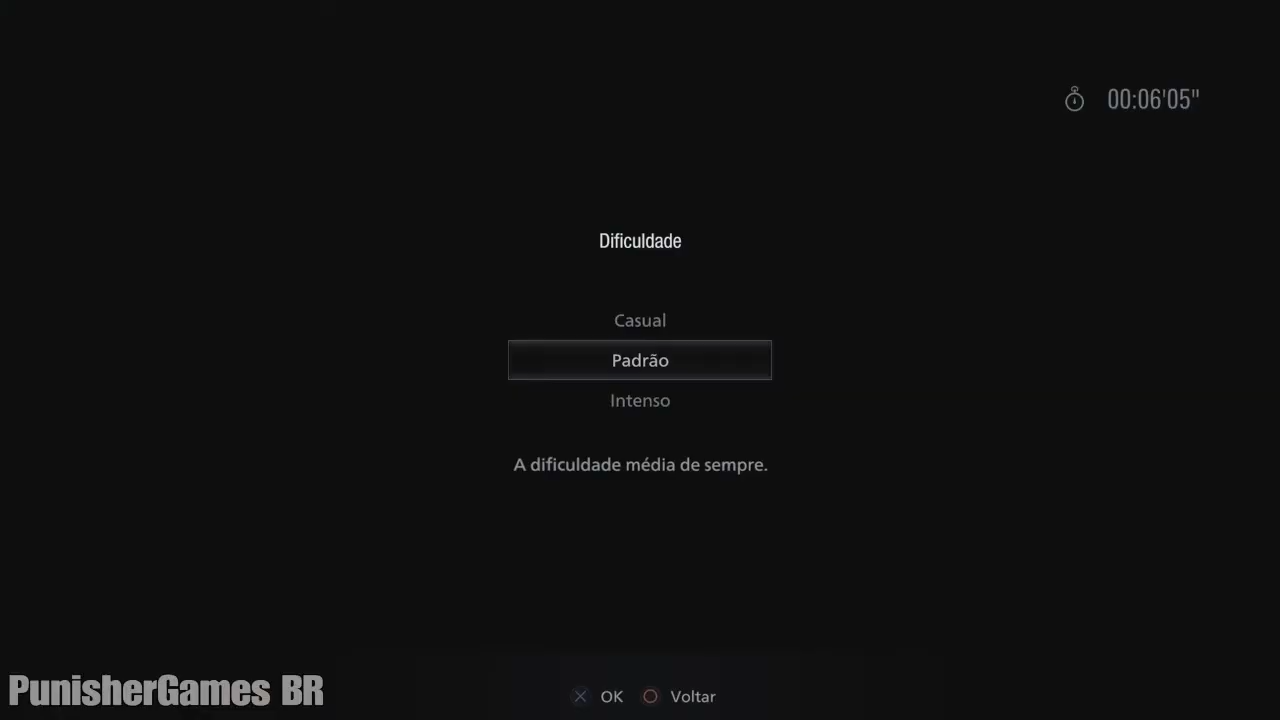 00:06'05"
Dificuldade
Casual
Padrão
Intenso
A dificuldade média de sempre.
PunisherGames BR
OK Voltar